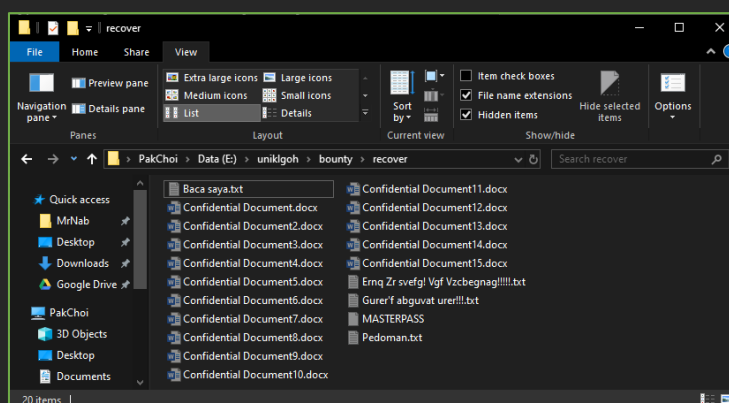 recover
File Home Share View
Navigation pane
Preview pane
Details pane
Panes
Extra large icons Large icons
Medium icons Small icons
List Details
Layout
Sort by
Current view
Item check boxes
File name extensions
Hidden items
Hide selected items
Show/hide
Options
PakChoi > Data (E:) > uniklgoh > bounty > recover
Search recover
Quick access
MrNab
Desktop
Downloads
Google Drive
PakChoi
3D Objects
Desktop
Documents
Baca saya.txt
Confidential Document.docx
Confidential Document2.docx
Confidential Document3.docx
Confidential Document4.docx
Confidential Document5.docx
Confidential Document6.docx
Confidential Document7.docx
Confidential Document8.docx
Confidential Document9.docx
Confidential Document10.docx
Confidential Document11.docx
Confidential Document12.docx
Confidential Document13.docx
Confidential Document14.docx
Confidential Document15.docx
Ernq Zr svefg! Vgf Vzcbegnag!!!!!.txt
Gurer'f abguvat urer!!!.txt
MASTERPASS
Pedoman.txt
20 items